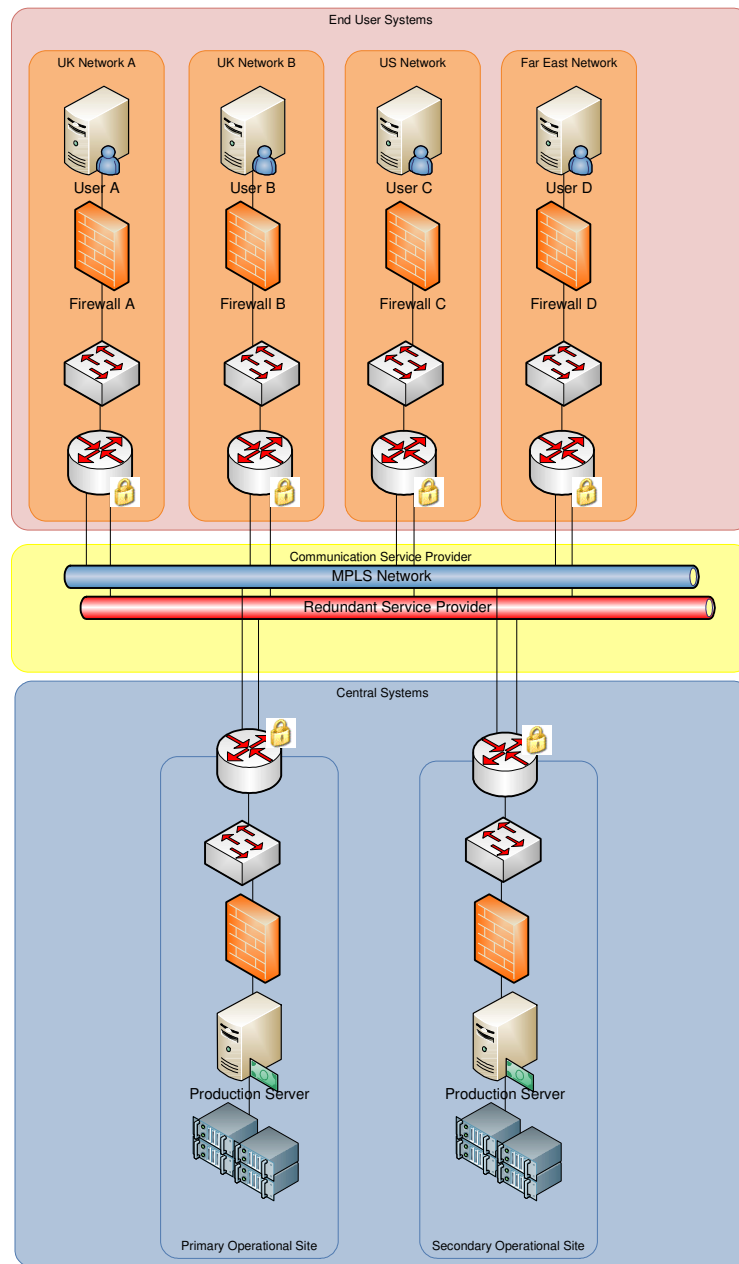 End User Systems
UK Network A
UK Network B
US Network
Far East Network
User A
User B
User C
User D
Firewall A
Firewall B
Firewall C
Firewall D
Communication Service Provider
MPLS Network
Redundant Service Provider
Central Systems
Production Server
Production Server
Primary Operational Site
Secondary Operational Site